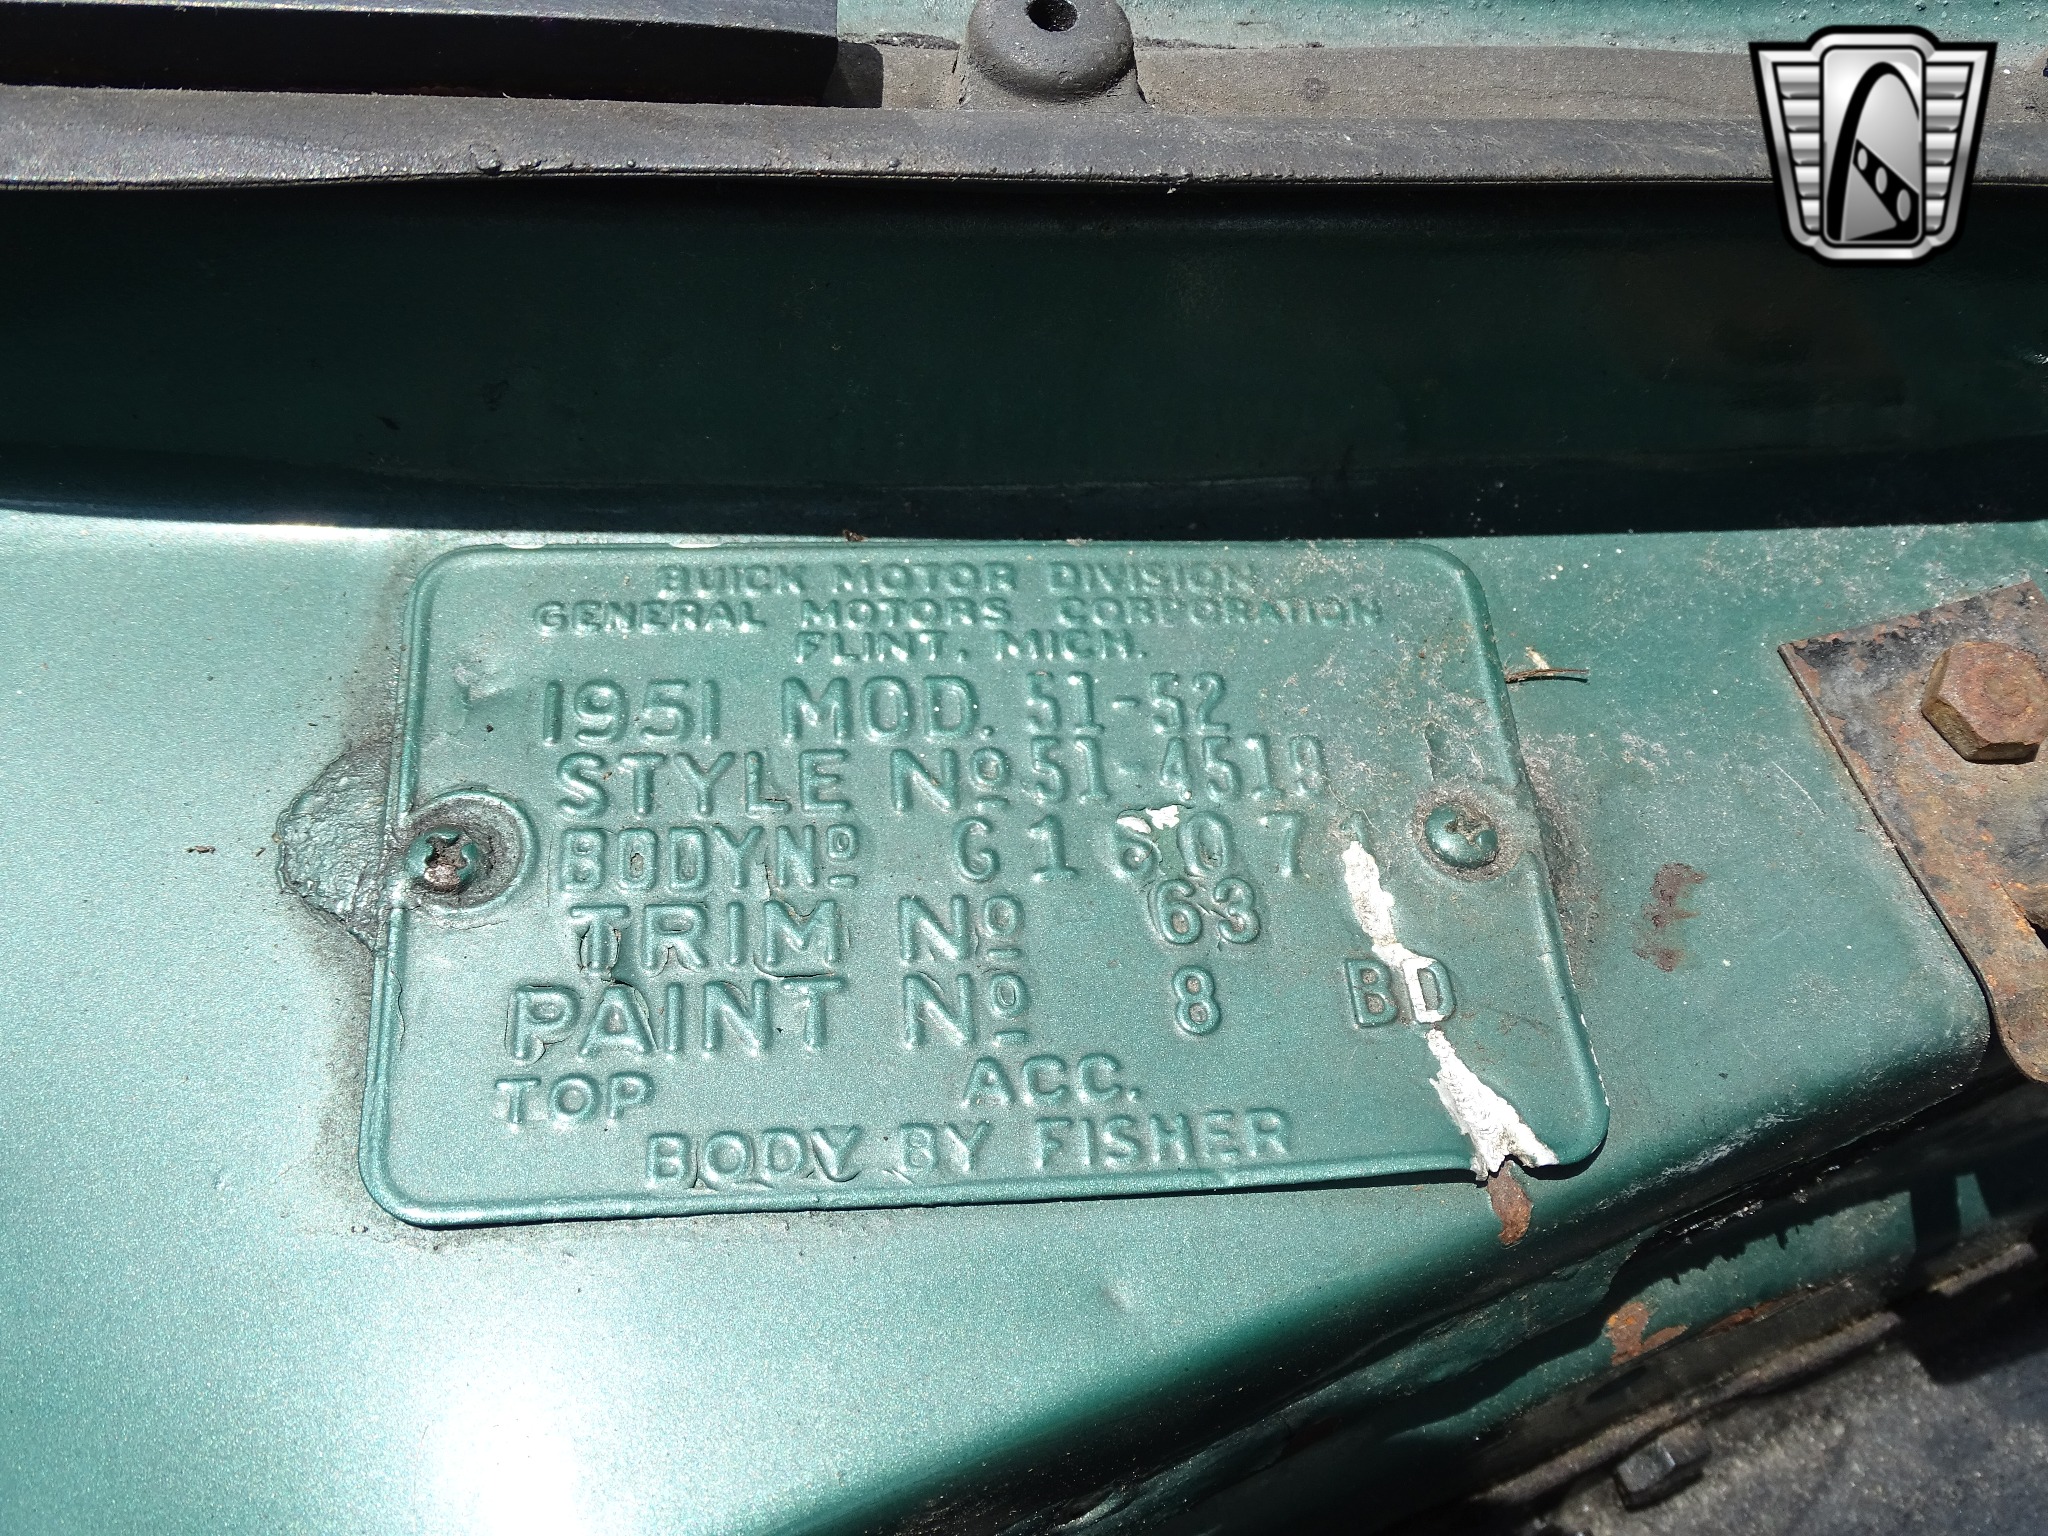 BUICK MOTOR DIVISION
GENERAL MOTORS CORPORATION
FLINT, MICH.
1951 MOD. 51-52
STYLE Nº 51-4519
BODY Nº
TRIM Nº 63
PAINT Nº 8 BD
TOP ACC.
BODY BY FISHER